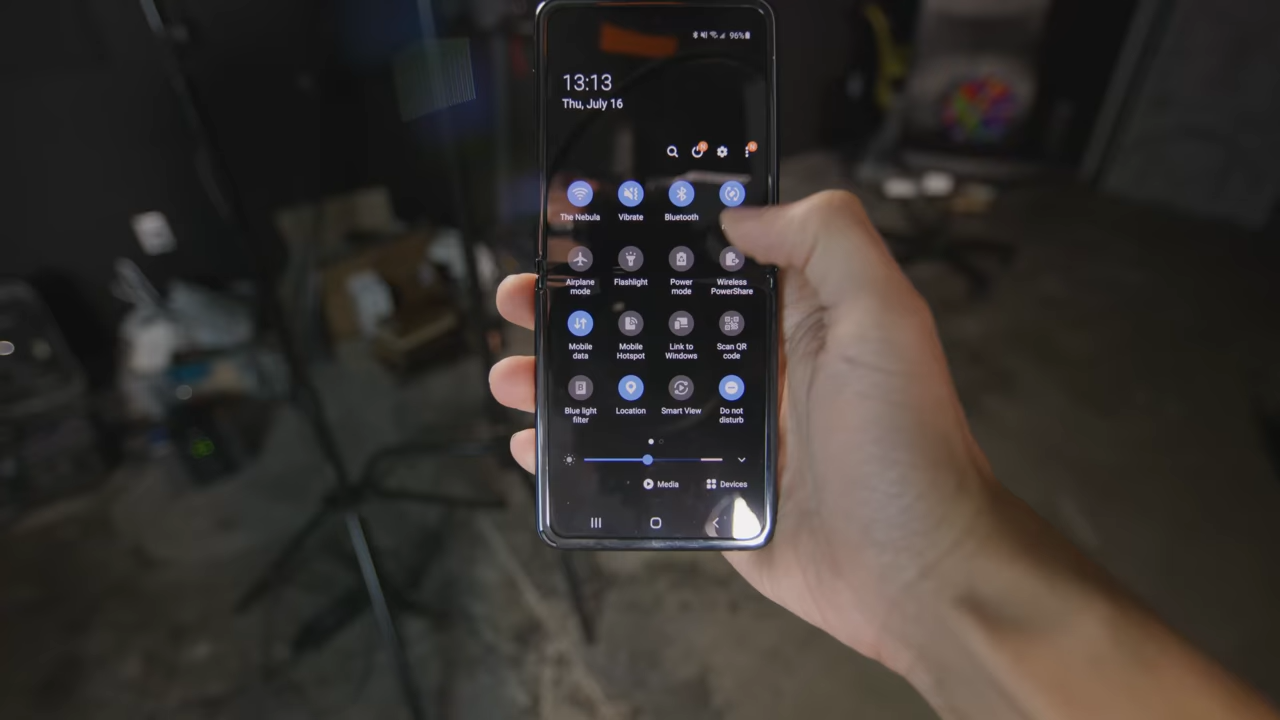 96%
13:13
Thu, July 16
N N
The Nebula Vibrate Bluetooth
Airplane mode Flashlight Power mode Wireless PowerShare
Mobile data Mobile Hotspot Link to Windows Scan QR code
Blue light filter Location Smart View Do not disturb
Media Devices